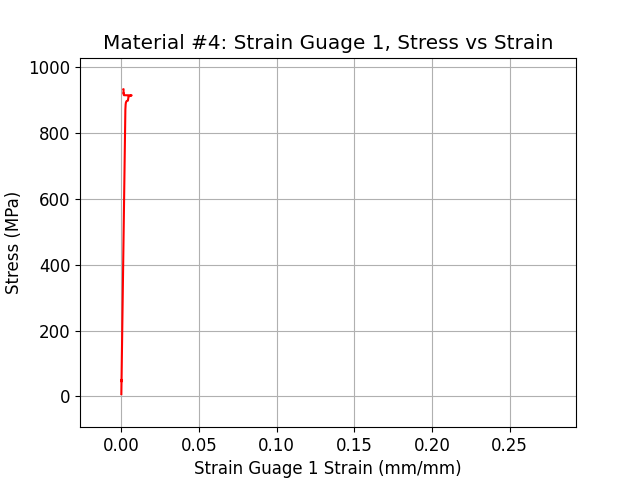 Material #4: Strain Guage 1, Stress vs Strain
1000
800
600
400
200
0
Stress (MPa)
0.00 0.05 0.10 0.15 0.20 0.25
Strain Guage 1 Strain (mm/mm)